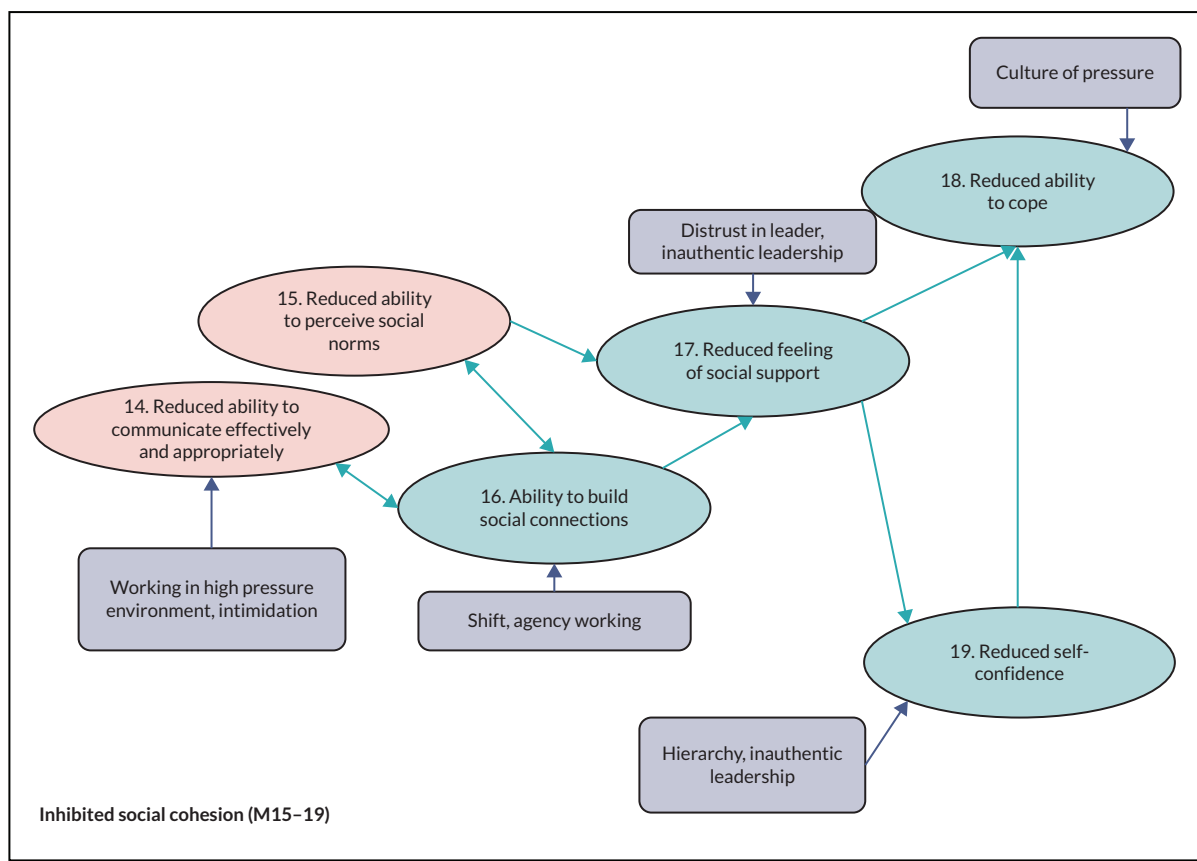 Culture of pressure
18. Reduced ability
to cope
Distrust in leader,
inauthentic leadership
15. Reduced ability
to perceive social
norms
17. Reduced feeling
of social support
14. Reduced ability to
communicate effectively
and appropriately
16. Ability to build
social connections
Working in high pressure
environment, intimidation
Shift, agency working
19. Reduced self-
confidence
Hierarchy, inauthentic
leadership
Inhibited social cohesion (M15–19)